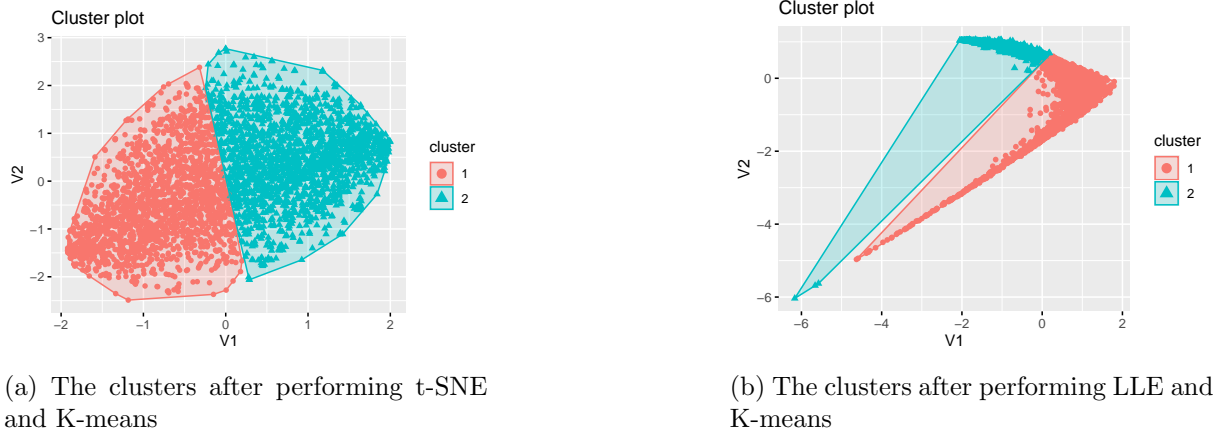 Cluster plot
3
2
1
0
−1
−2
V2
−2
−1
0
1
2
V1
cluster
1
2
(a) The clusters after performing t-SNE
and K-means
Cluster plot
0
−2
−4
−6
V2
−6
−4
−2
0
2
V1
cluster
1
2
(b) The clusters after performing LLE and
K-means